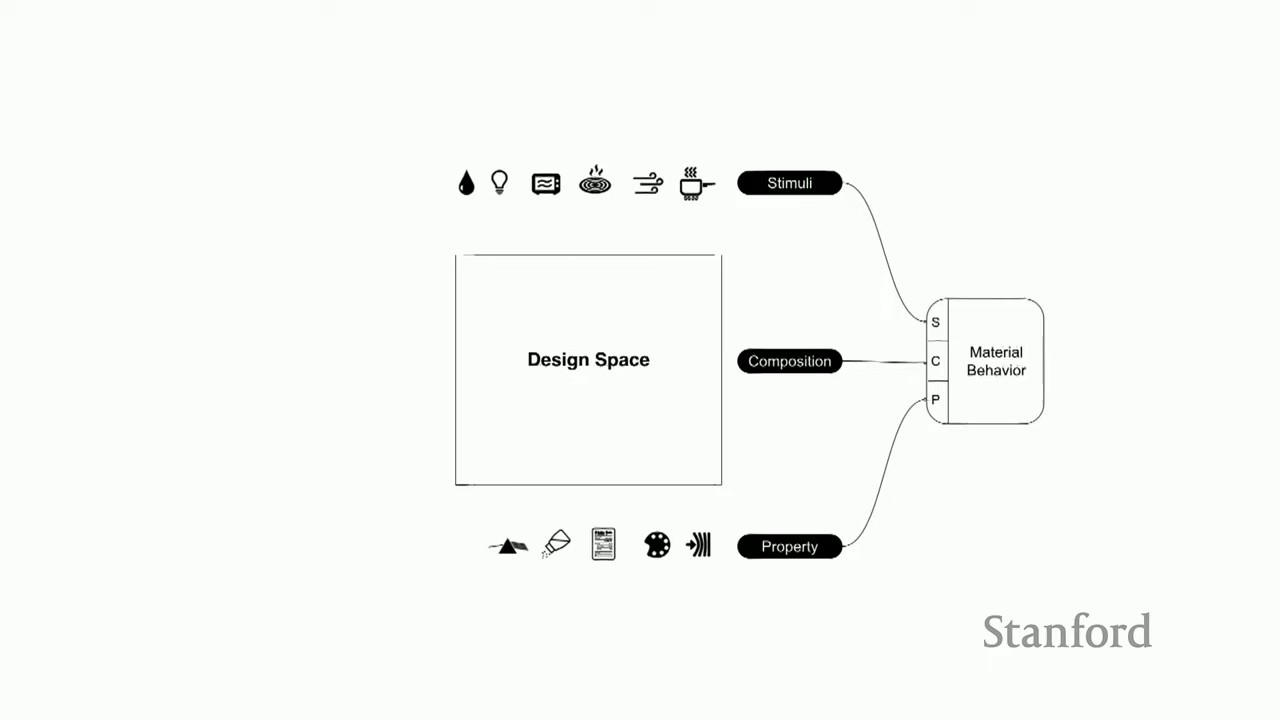 Stimuli
Design Space
Composition
S
C
P
Material
Behavior
Property
Stanford